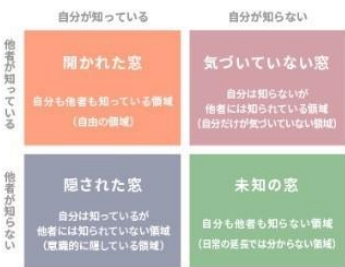 自分が知っている
自分が知らない
他者が知っている
開かれた窓
自分も他者も知っている領域
(自由の領域)
気づいていない窓
自分は知らないが
他者には知られている領域
(自分だけが気づいていない領域)
他者が知らない
隠された窓
自分は知っているが
他者には知られていない領域
(意識的に隠している領域)
未知の窓
自分も他者も知らない領域
(日常の延長では分からない領域)